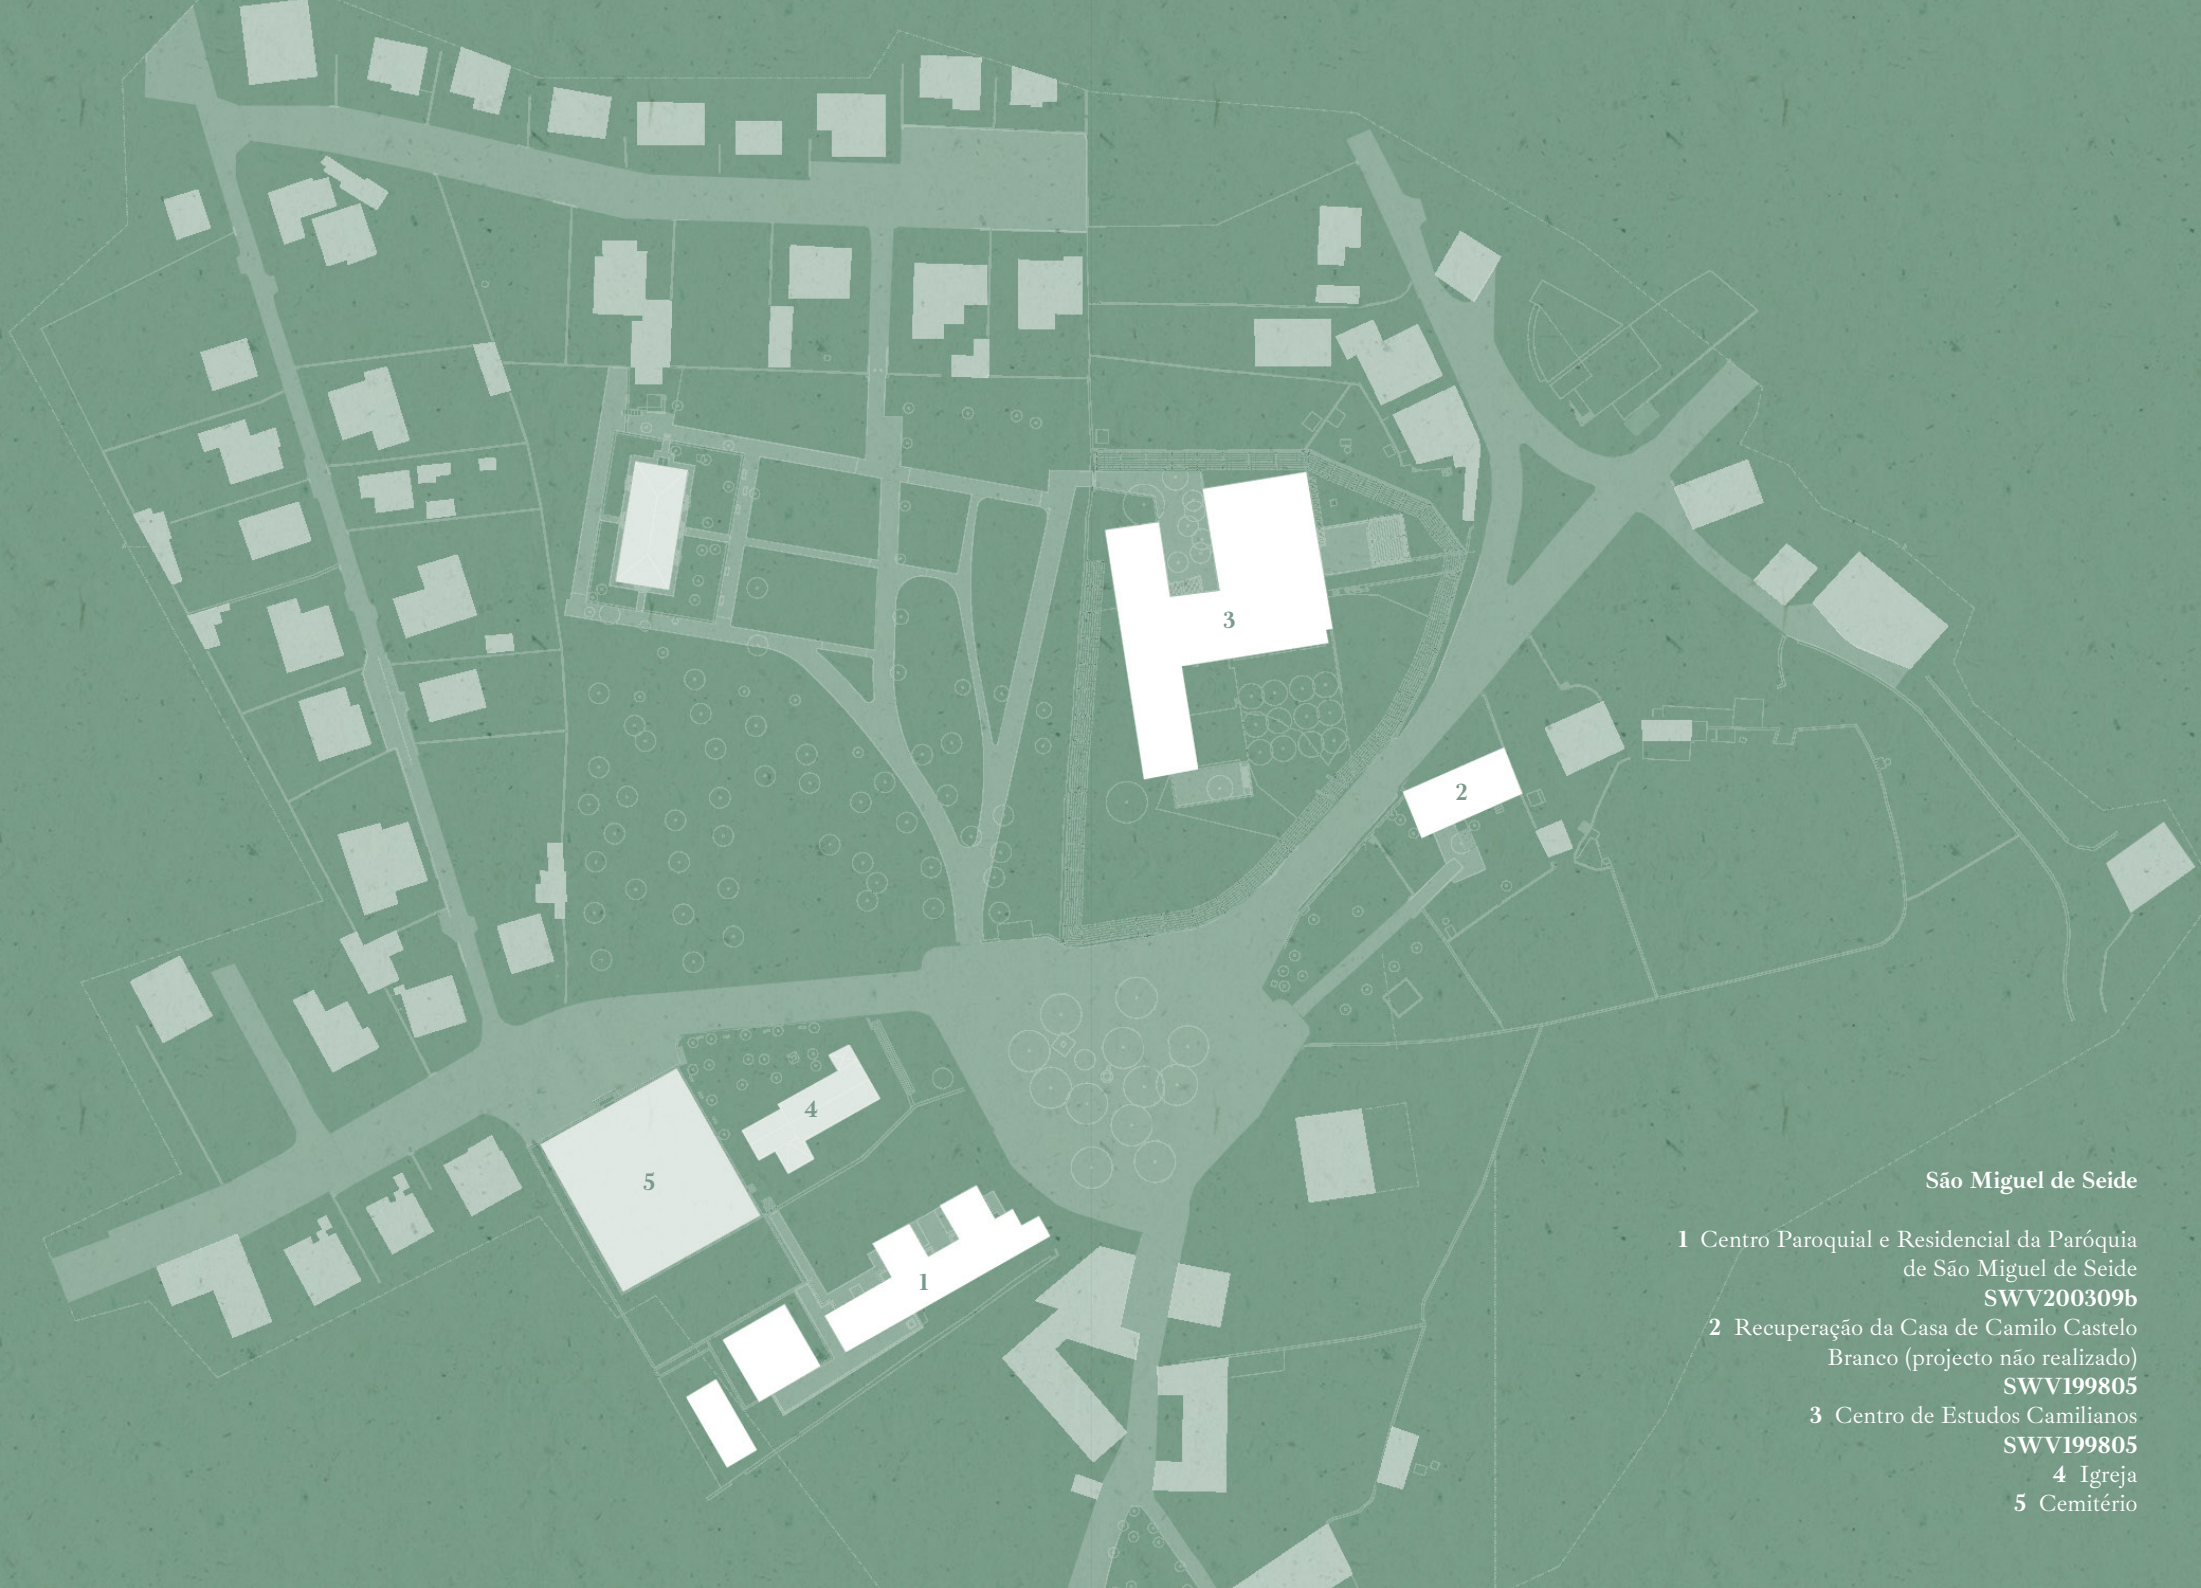 3
2
4
5
1
São Miguel de Seide
1 Centro Paroquial e Residencial da Paróquia
de São Miguel de Seide
SWV200309b
2 Recuperação da Casa de Camilo Castelo
Branco (projecto não realizado)
SWV199805
3 Centro de Estudos Camilianos
SWV199805
4 Igreja
5 Cemitério